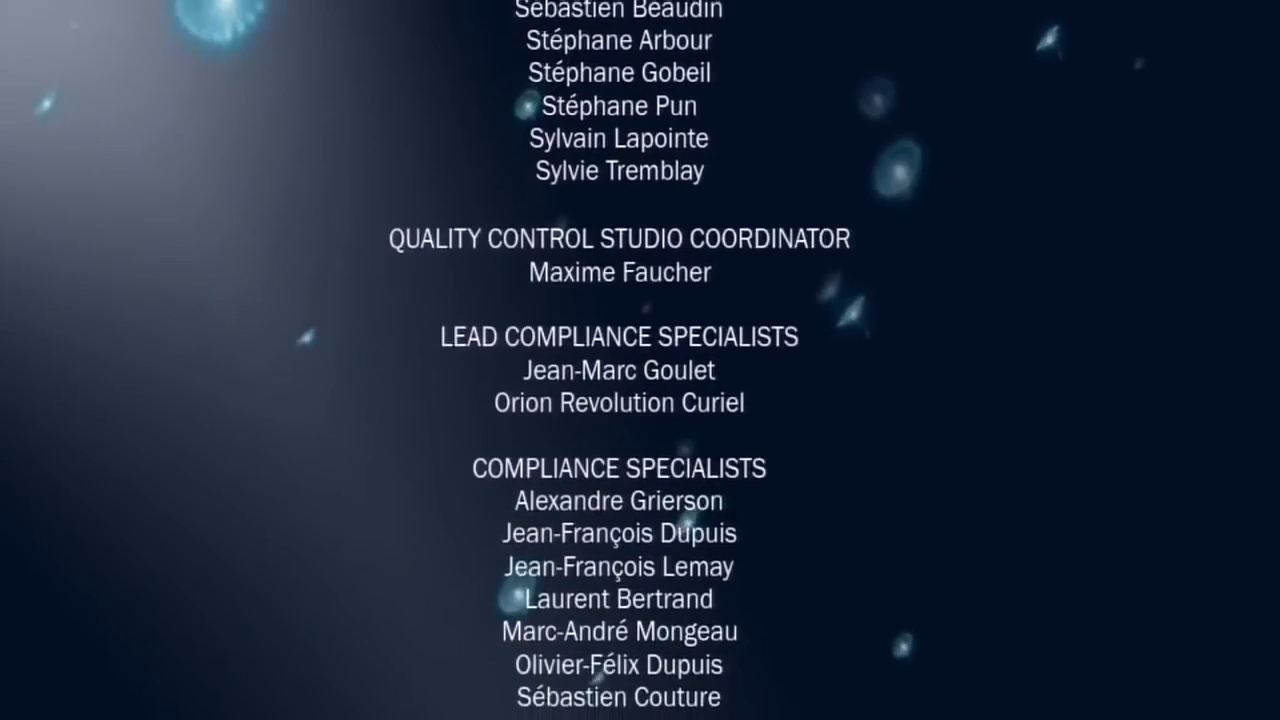 Sébastien Beaudin
Stéphane Arbour
Stéphane Gobeil
Stéphane Pun
Sylvain Lapointe
Sylvie Tremblay
QUALITY CONTROL STUDIO COORDINATOR
Maxime Faucher
LEAD COMPLIANCE SPECIALISTS
Jean-Marc Goulet
Orion Revolution Curiel
COMPLIANCE SPECIALISTS
Alexandre Grierson
Jean-François Dupuis
Jean-François Lemay
Laurent Bertrand
Marc-André Mongeau
Olivier-Félix Dupuis
Sébastien Couture